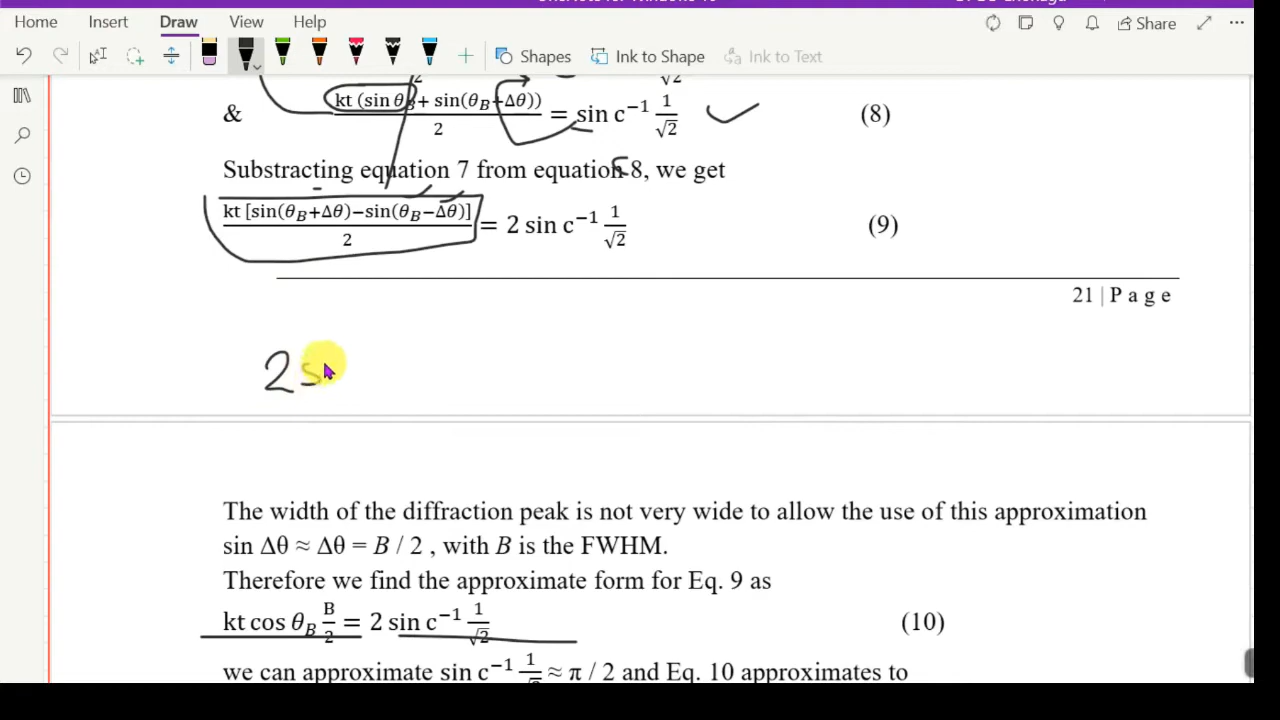 Home Insert Draw View Help Share
Shapes Ink to Shape Ink to Text
& kt (sin θB + sin(θB+Δθ)) / 2 = sin c⁻¹ 1/√2 (8)
Substracting equation 7 from equation 8, we get
kt [sin(θB+Δθ)−sin(θB−Δθ)] / 2 = 2 sin c⁻¹ 1/√2 (9)
21 | Page
2 s
The width of the diffraction peak is not very wide to allow the use of this approximation
sin Δθ ≈ Δθ = B / 2 , with B is the FWHM.
Therefore we find the approximate form for Eq. 9 as
kt cos θB B/2 = 2 sin c⁻¹ 1/√2 (10)
we can approximate sin c⁻¹ 1/√2 ≈ π / 2 and Eq. 10 approximates to